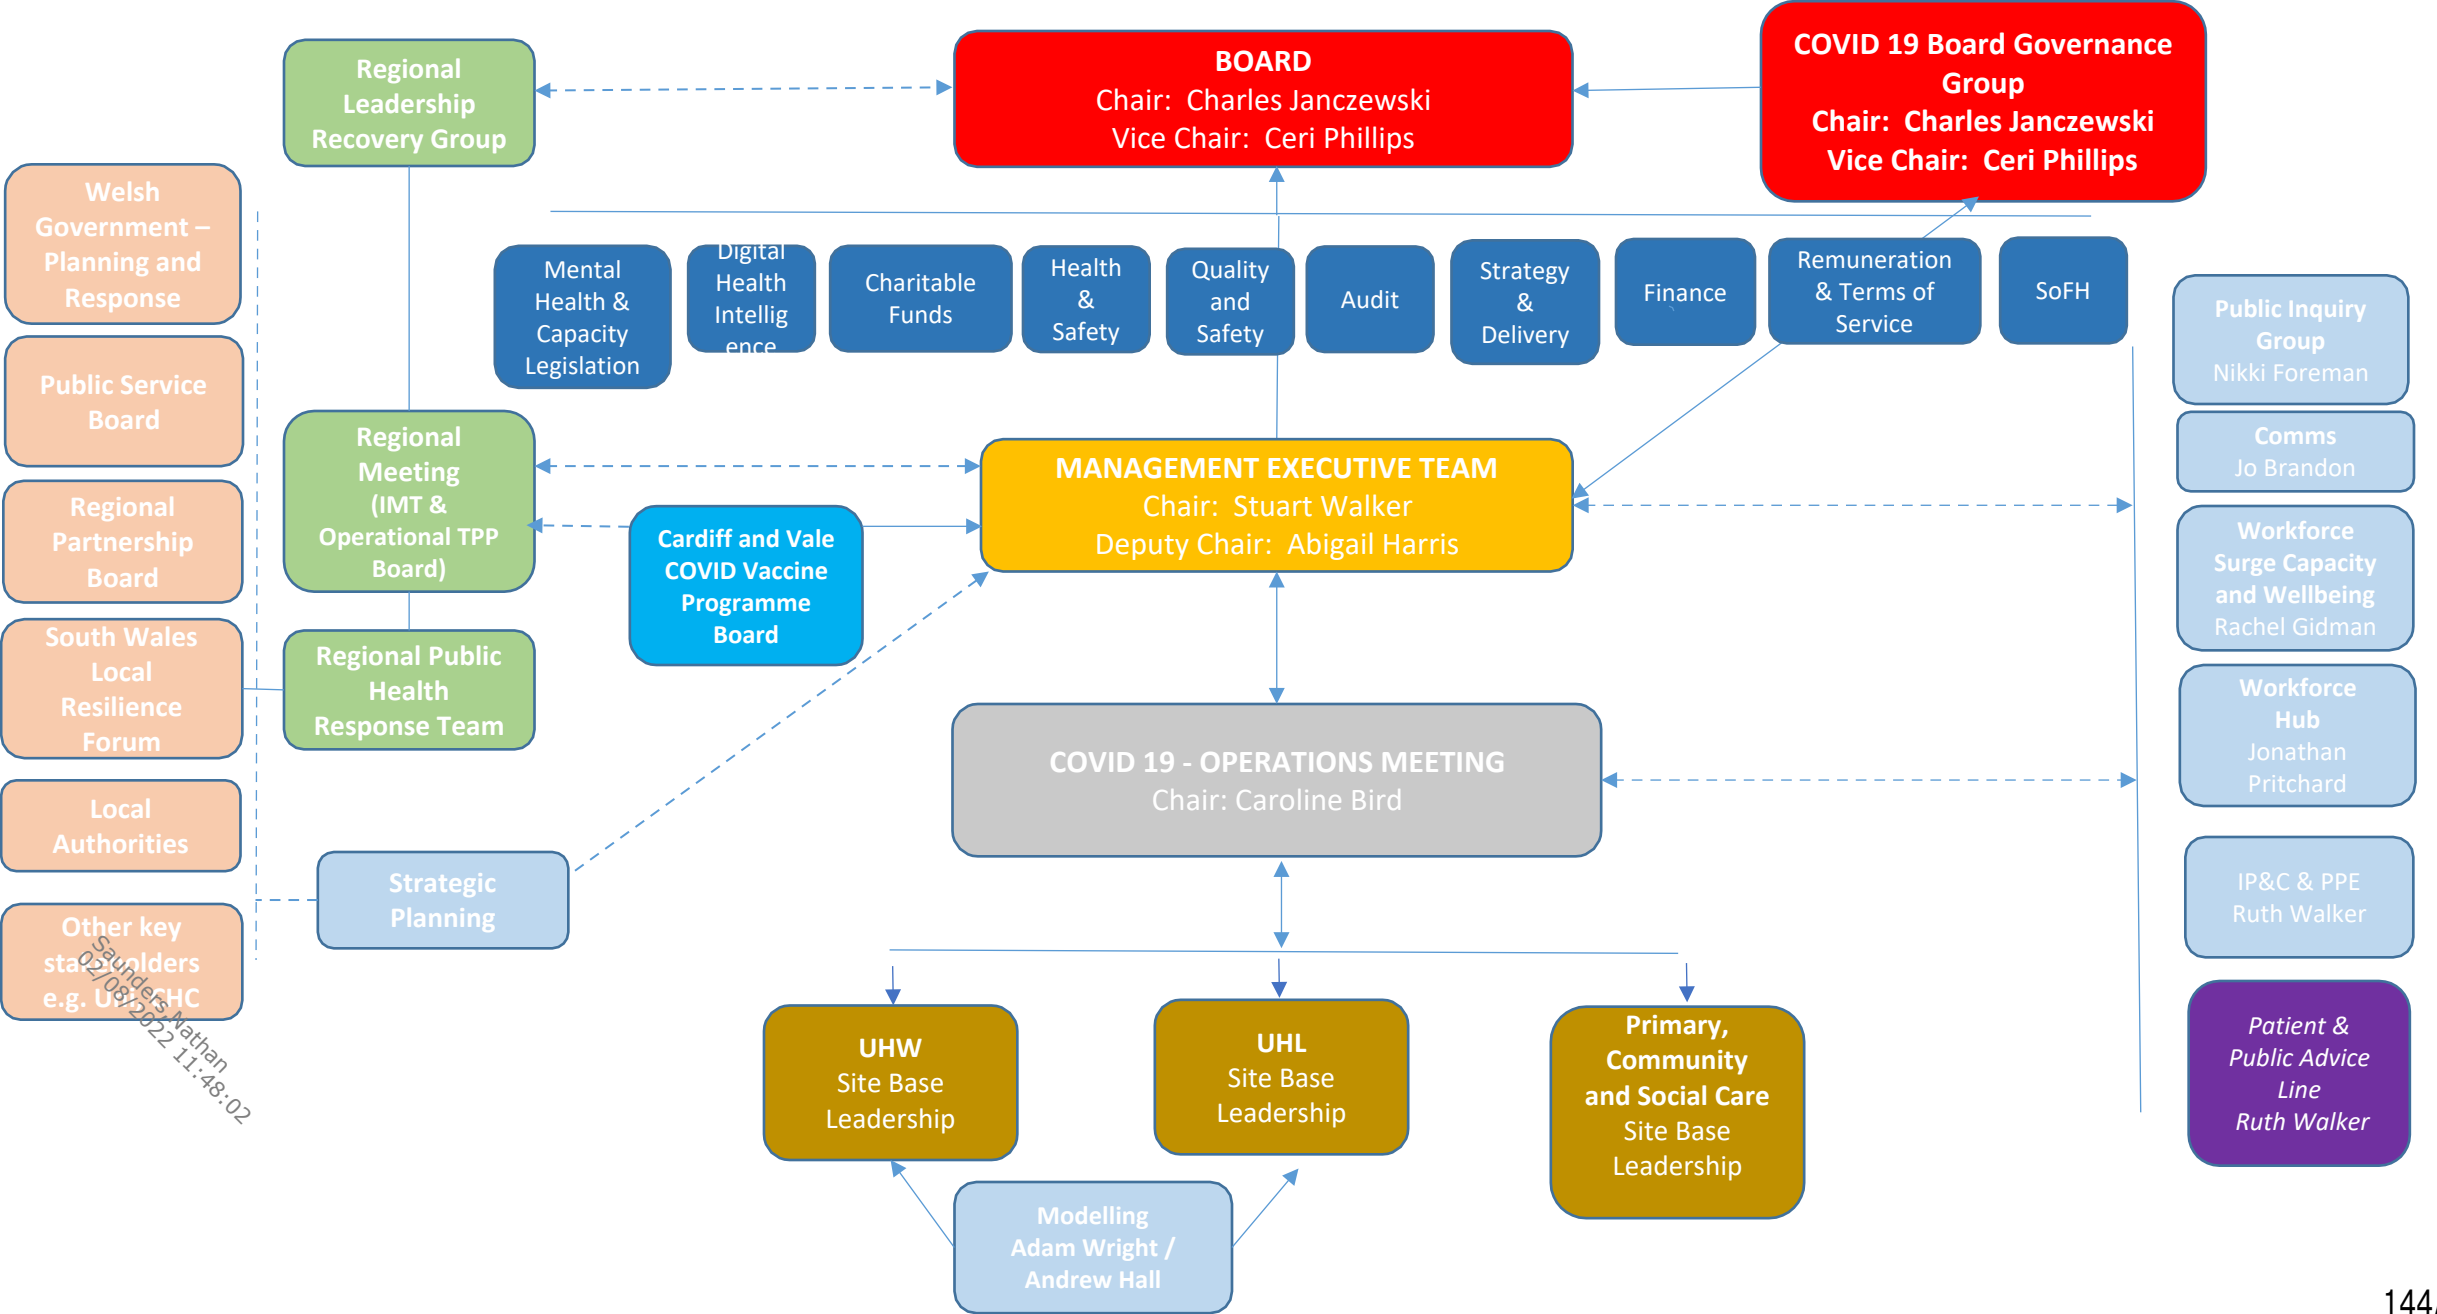 Regional
Leadership
Recovery Group
BOARD
Chair:  Charles Janczewski
Vice Chair:  Ceri Phillips
COVID 19 Board Governance
Group
Chair:  Charles Janczewski
Vice Chair:  Ceri Phillips
Welsh
Government –
Planning and
Response
Public Service
Board
Regional
Partnership
Board
South Wales
Local
Resilience
Forum
Local
Authorities
Other key
stakeholders
e.g. Uni, CHC
Mental
Health &
Capacity
Legislation
Digital
Health
Intellig
ence
Charitable
Funds
Health
&
Safety
Quality
and
Safety
Audit
Strategy
&
Delivery
Finance
Remuneration
& Terms of
Service
SoFH
Regional
Meeting
(IMT &
Operational TPP
Board)
Regional Public
Health
Response Team
Cardiff and Vale
COVID Vaccine
Programme
Board
MANAGEMENT EXECUTIVE TEAM
Chair:  Stuart Walker
Deputy Chair:  Abigail Harris
COVID 19 - OPERATIONS MEETING
Chair: Caroline Bird
Strategic
Planning
UHW
Site Base
Leadership
UHL
Site Base
Leadership
Primary,
Community
and Social Care
Site Base
Leadership
Modelling
Adam Wright /
Andrew Hall
Public Inquiry
Group
Nikki Foreman
Comms
Jo Brandon
Workforce
Surge Capacity
and Wellbeing
Rachel Gidman
Workforce
Hub
Jonathan
Pritchard
IP&C & PPE
Ruth Walker
Patient &
Public Advice
Line
Ruth Walker
Saunders, Nathan
02/08/2022 11:48:02
144/